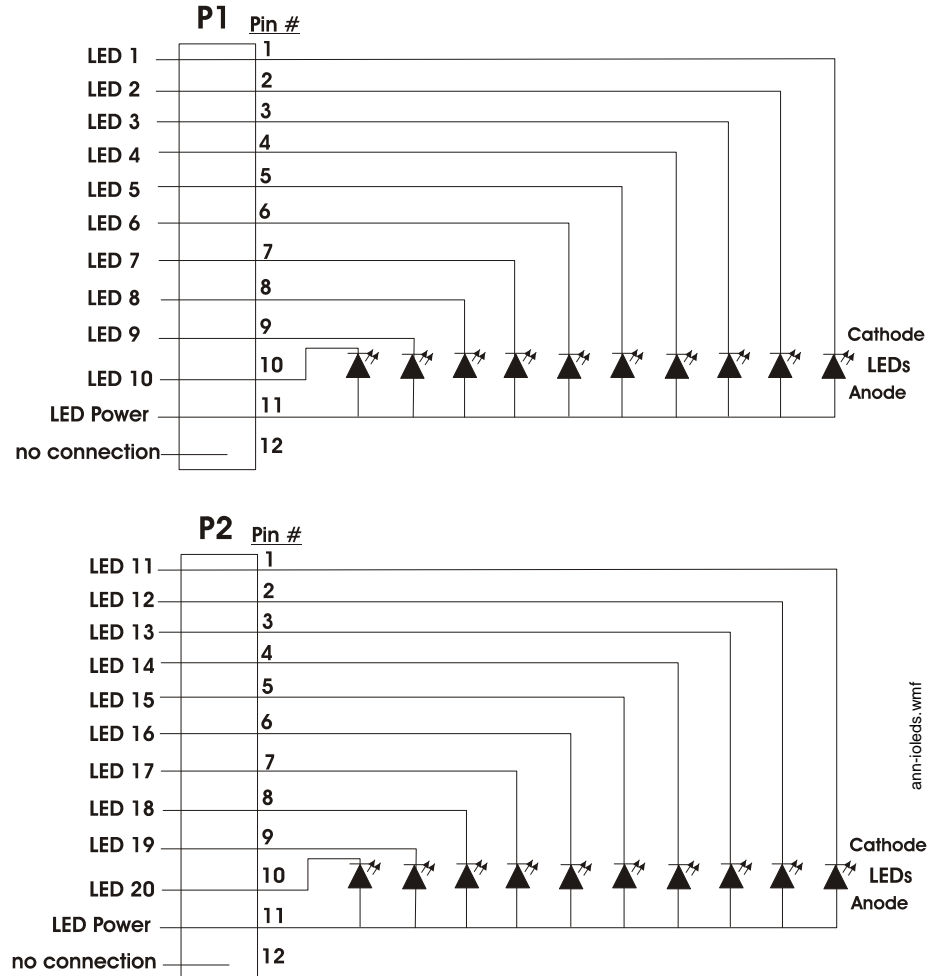 P1 Pin #
LED 1 1
LED 2 2
LED 3 3
LED 4 4
LED 5 5
LED 6 6
LED 7 7
LED 8 8
LED 9 9
Cathode
LED 10 10
LEDs
Anode
LED Power 11
no connection 12
P2 Pin #
LED 11 1
LED 12 2
LED 13 3
LED 14 4
LED 15 5
LED 16 6
LED 17 7
LED 18 8
LED 19 9
Cathode
LED 20 10
LEDs
Anode
LED Power 11
no connection 12
ann-ioleds.wmf